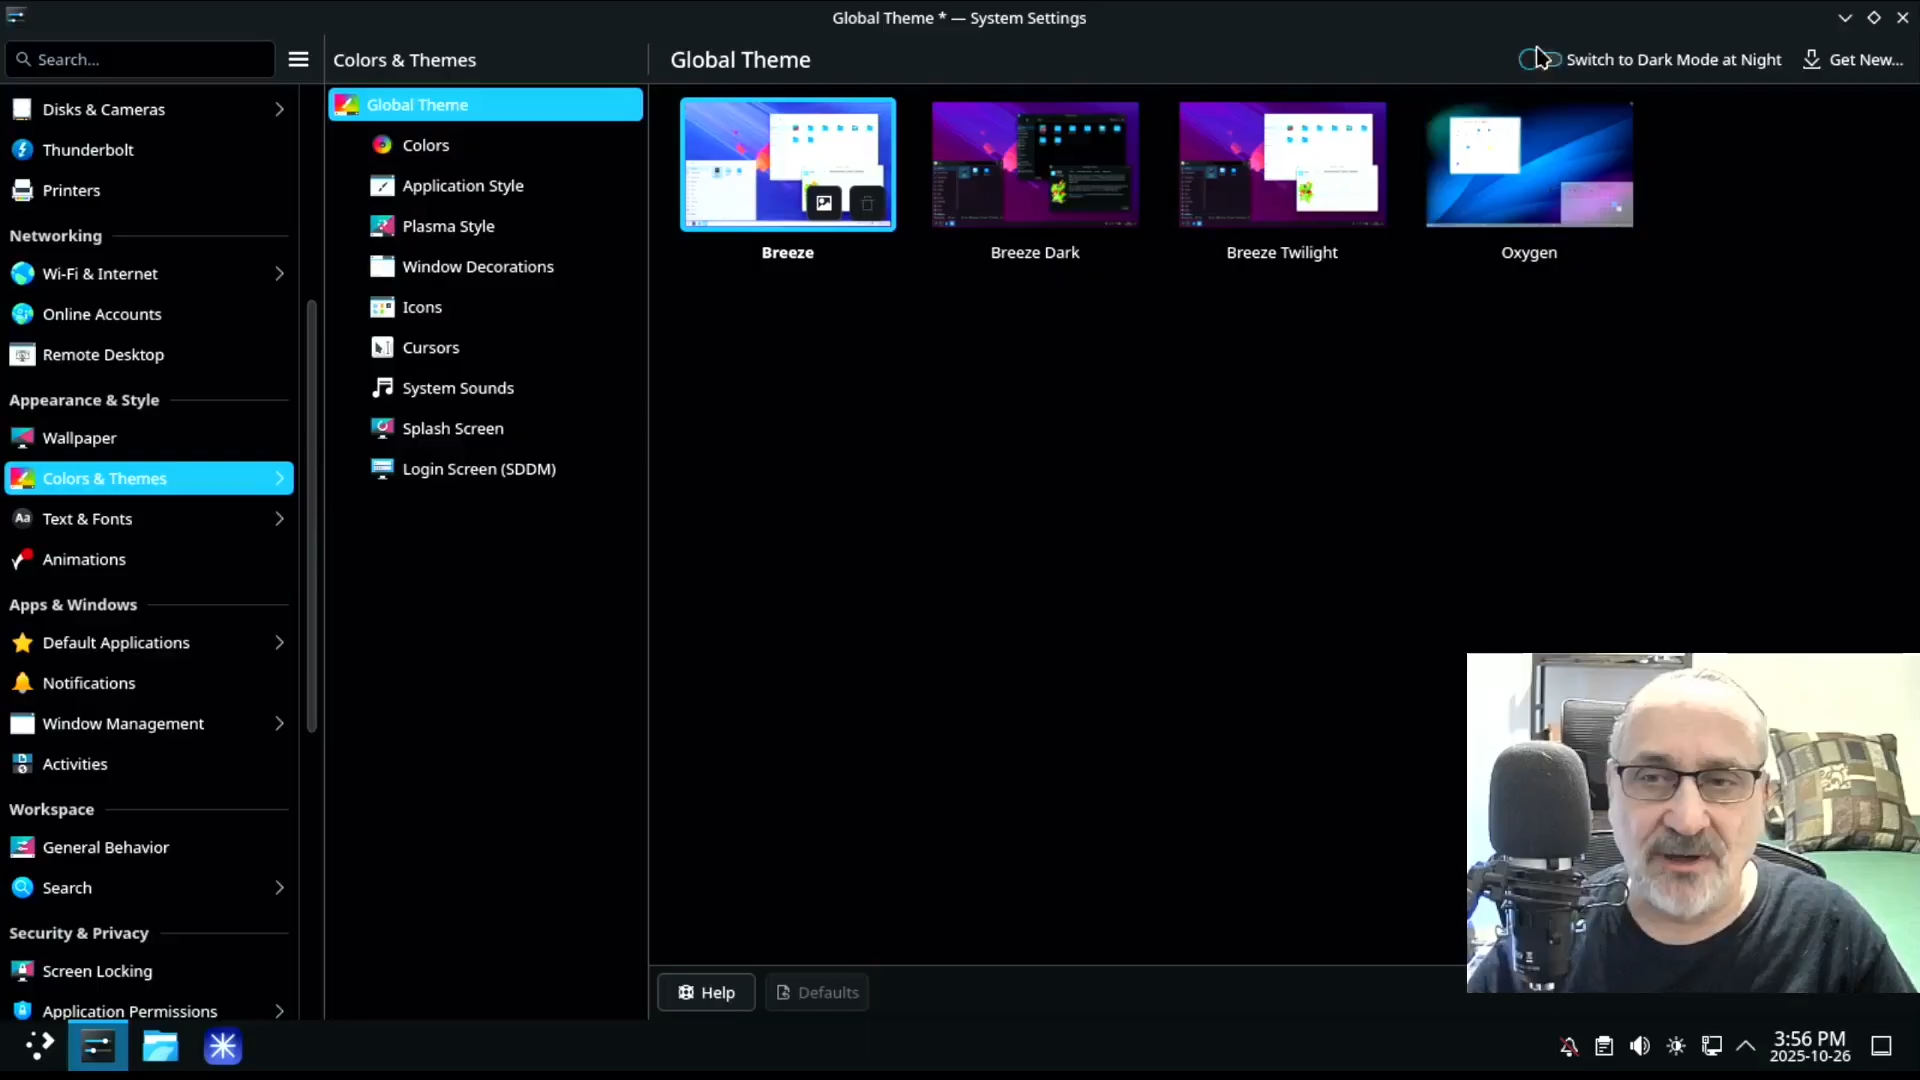 Global Theme * — System Settings
Search...
Colors & Themes
Global Theme
Switch to Dark Mode at Night
Get New...
Disks & Cameras
Thunderbolt
Printers
Networking
Wi-Fi & Internet
Online Accounts
Remote Desktop
Appearance & Style
Wallpaper
Colors & Themes
Text & Fonts
Animations
Apps & Windows
Default Applications
Notifications
Window Management
Activities
Workspace
General Behavior
Search
Security & Privacy
Screen Locking
Application Permissions
Global Theme
Colors
Application Style
Plasma Style
Window Decorations
Icons
Cursors
System Sounds
Splash Screen
Login Screen (SDDM)
Breeze
Breeze Dark
Breeze Twilight
Oxygen
Help
Defaults
3:56 PM
2025-10-26